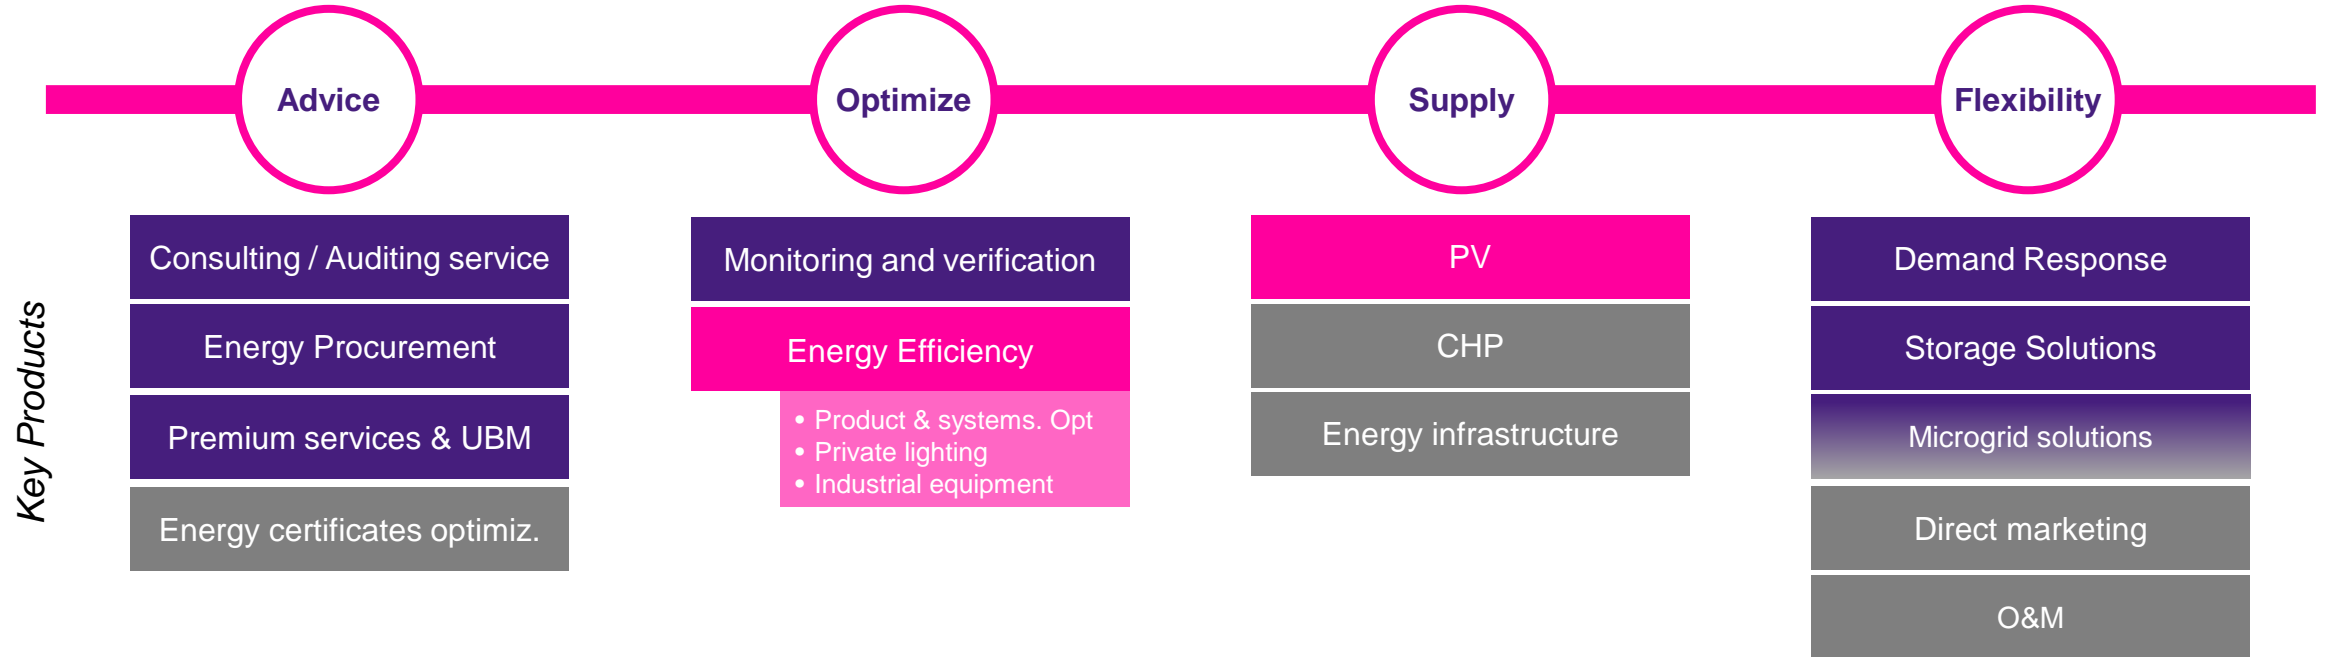 Advice
Optimize
Supply
Flexibility
Key Products
Consulting / Auditing service
Energy Procurement
Premium services & UBM
Energy certificates optimiz.
Monitoring and verification
Energy Efficiency
• Product & systems. Opt
• Private lighting
• Industrial equipment
PV
CHP
Energy infrastructure
Demand Response
Storage Solutions
Microgrid solutions
Direct marketing
O&M